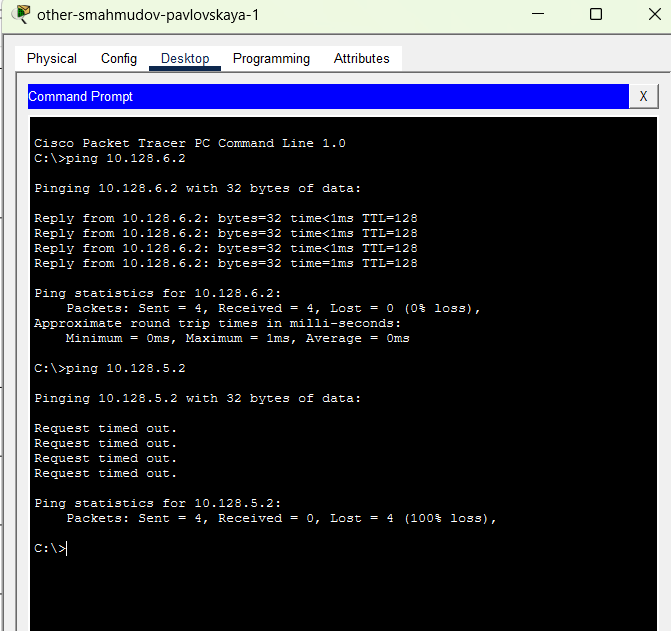 other-smahmudov-pavlovskaya-1
Physical Config Desktop Programming Attributes
Command Prompt X
Cisco Packet Tracer PC Command Line 1.0
C:\>ping 10.128.6.2
Pinging 10.128.6.2 with 32 bytes of data:
Reply from 10.128.6.2: bytes=32 time<1ms TTL=128
Reply from 10.128.6.2: bytes=32 time<1ms TTL=128
Reply from 10.128.6.2: bytes=32 time<1ms TTL=128
Reply from 10.128.6.2: bytes=32 time=1ms TTL=128
Ping statistics for 10.128.6.2:
Packets: Sent = 4, Received = 4, Lost = 0 (0% loss),
Approximate round trip times in milli-seconds:
Minimum = 0ms, Maximum = 1ms, Average = 0ms
C:\>ping 10.128.5.2
Pinging 10.128.5.2 with 32 bytes of data:
Request timed out.
Request timed out.
Request timed out.
Request timed out.
Ping statistics for 10.128.5.2:
Packets: Sent = 4, Received = 0, Lost = 4 (100% loss),
C:\>